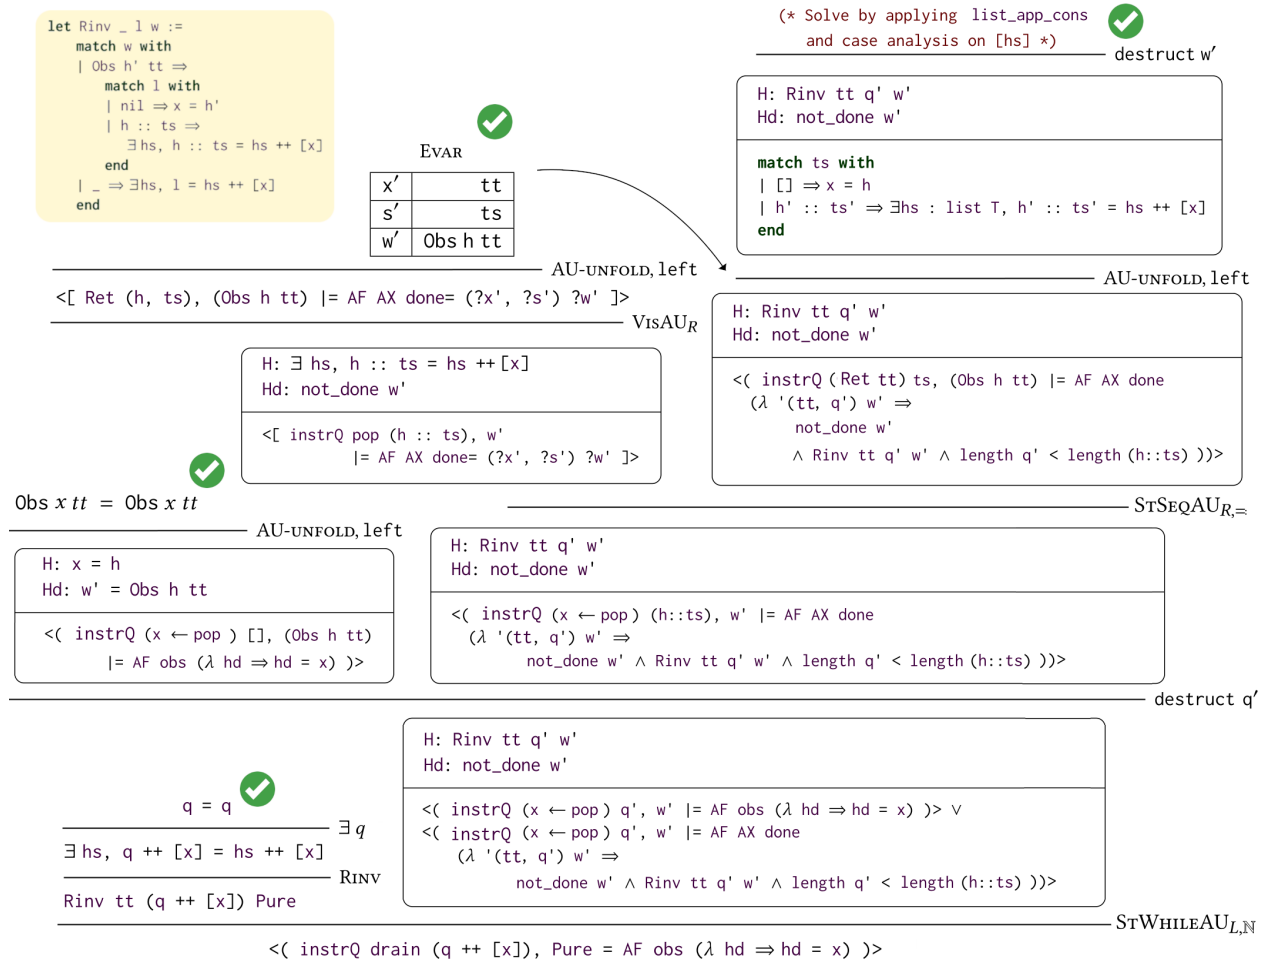 let Rinv _ l w :=
match w with
| Obs h' tt ⇒
match l with
| nil ⇒ x = h'
| h :: ts ⇒
∃ hs, h :: ts = hs ++ [x]
end
| _ ⇒ ∃ hs, l = hs ++ [x]
end
(* Solve by applying list_app_cons
and case analysis on [hs] *)
destruct w′
H: Rinv tt q' w'
Hd: not_done w'
match ts with
| [] ⇒ x = h
| h' :: ts' ⇒ ∃hs : list T, h' :: ts' = hs ++ [x]
end
AU-UNFOLD, left
EVAR
x′ tt
s′ ts
w′ Obs h tt
AU-UNFOLD, left
<[ Ret (h, ts), (Obs h tt) |= AF AX done= (?x', ?s') ?w' ]>
VISAU_R
H: ∃ hs, h :: ts = hs ++ [x]
Hd: not_done w'
<[ instrQ pop (h :: ts), w'
|= AF AX done= (?x', ?s') ?w' ]>
H: Rinv tt q' w'
Hd: not_done w'
<( instrQ (Ret tt) ts, (Obs h tt) |= AF AX done
(λ '(tt, q') w' ⇒
not_done w'
∧ Rinv tt q' w' ∧ length q' < length (h::ts) ))>
STSEQAU_R,=
Obs x tt = Obs x tt
AU-UNFOLD, left
H: x = h
Hd: w' = Obs h tt
<( instrQ (x ← pop ) [], (Obs h tt)
|= AF obs (λ hd ⇒ hd = x) )>
H: Rinv tt q' w'
Hd: not_done w'
<( instrQ (x ← pop) (h::ts), w' |= AF AX done
(λ '(tt, q') w' ⇒
not_done w' ∧ Rinv tt q' w' ∧ length q' < length (h::ts) ))>
destruct q′
H: Rinv tt q' w'
Hd: not_done w'
<( instrQ (x ← pop) q', w' |= AF obs (λ hd ⇒ hd = x) )> ∨
<( instrQ (x ← pop) q', w' |= AF AX done
(λ '(tt, q') w' ⇒
not_done w' ∧ Rinv tt q' w' ∧ length q' < length (h::ts) ))>
q = q
∃ q
∃ hs, q ++ [x] = hs ++ [x]
RINV
Rinv tt (q ++ [x]) Pure
STWHILEAU_L,ℕ
<( instrQ drain (q ++ [x]), Pure = AF obs (λ hd ⇒ hd = x) )>